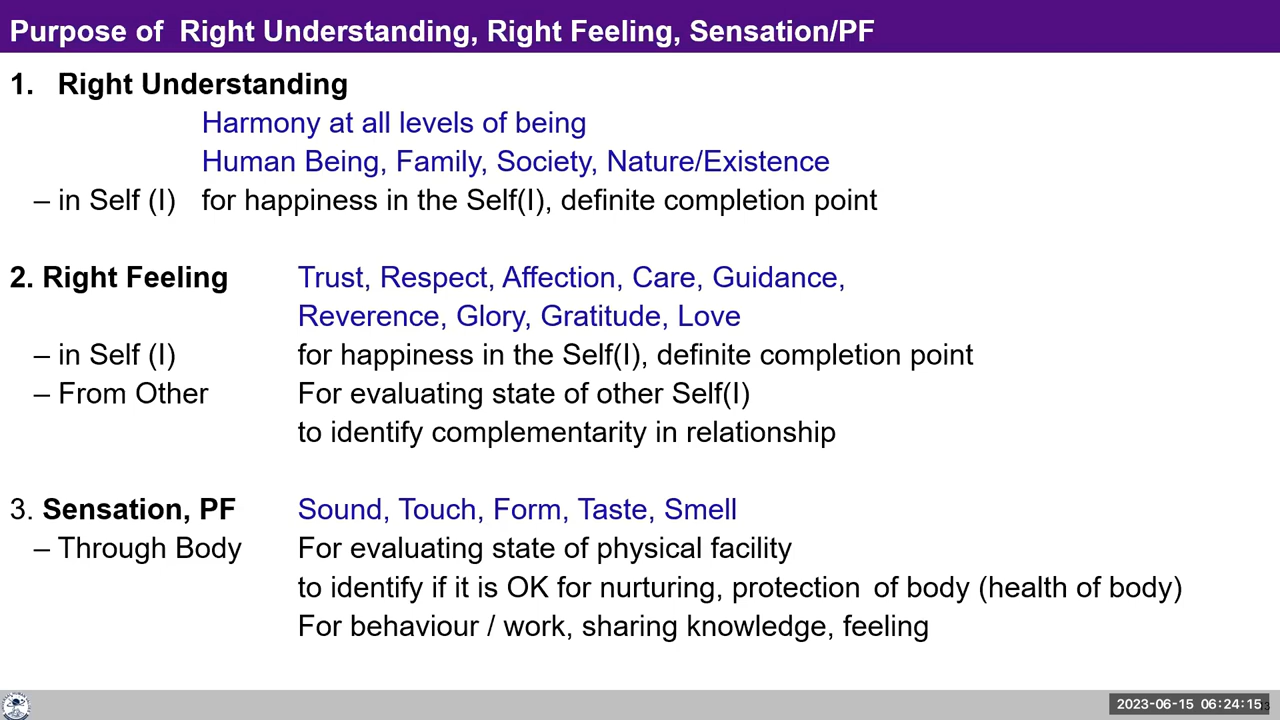 Purpose of Right Understanding, Right Feeling, Sensation/PF
1. Right Understanding
Harmony at all levels of being
Human Being, Family, Society, Nature/Existence
– in Self (I) for happiness in the Self(I), definite completion point
2. Right Feeling Trust, Respect, Affection, Care, Guidance,
Reverence, Glory, Gratitude, Love
– in Self (I) for happiness in the Self(I), definite completion point
– From Other For evaluating state of other Self(I)
to identify complementarity in relationship
3. Sensation, PF Sound, Touch, Form, Taste, Smell
– Through Body For evaluating state of physical facility
to identify if it is OK for nurturing, protection of body (health of body)
For behaviour / work, sharing knowledge, feeling
2023-06-15 06:24:15